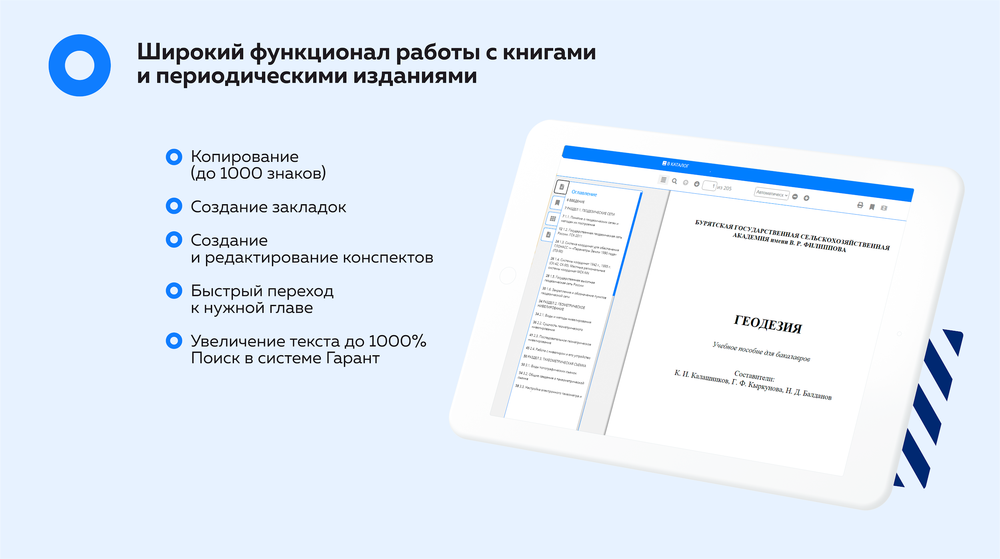 Широкий функционал работы с книгами
и периодическими изданиями
Копирование
(до 1000 знаков)
Создание закладок
Создание
и редактирование конспектов
Быстрый переход
к нужной главе
Увеличение текста до 1000%
Поиск в системе Гарант
В КАТАЛОГ
1 из 205
Автоматическ
Оглавление
6 ВВЕДЕНИЕ
7 РАЗДЕЛ 1. ГЕОДЕЗИЧЕСКИЕ СЕТИ
7 1.1. Понятие о геодезических сетях и
методах их построения
12 1.2. Государственная геодезическая сеть
России. ГСК-2011
24 1.3. Система координат для обеспечения
ГЛОНАСС — «Параметры Земли 1990 года»
(ПЗ-90)
26 1.4. Системы координат 1942 г., 1995 г.
(СК-42, СК-95). Местные региональные
системы координат МСК-NN
28 1.5. Государственная высотная
геодезическая сеть России
30 1.6. Закрепление и обозначение пунктов
геодезической сети
34 РАЗДЕЛ 2. ГЕОМЕТРИЧЕСКОЕ
НИВЕЛИРОВАНИЕ
34 2.1. Виды и методы нивелирования
36 2.2. Сущность геометрического
нивелирования
41 2.3. Последовательное геометрическое
нивелирование
45 2.4. Работа с нивелиром и его устройство
50 РАЗДЕЛ 3. ТАХЕОМЕТРИЧЕСКАЯ СЪЕМКА
50 3.1. Виды топографических съемок
54 3.2. Общие сведения о тахеометрической
съемке
58 3.3. Настройка электронного тахеометра и
БУРЯТСКАЯ ГОСУДАРСТВЕННАЯ СЕЛЬСКОХОЗЯЙСТВЕННАЯ
АКАДЕМИЯ имени В. Р. ФИЛИППОВА
ГЕОДЕЗИЯ
Учебное пособие для бакалавров
Составители:
К. И. Калашников, Г. Ф. Кыркунова, Н. Д. Балданов